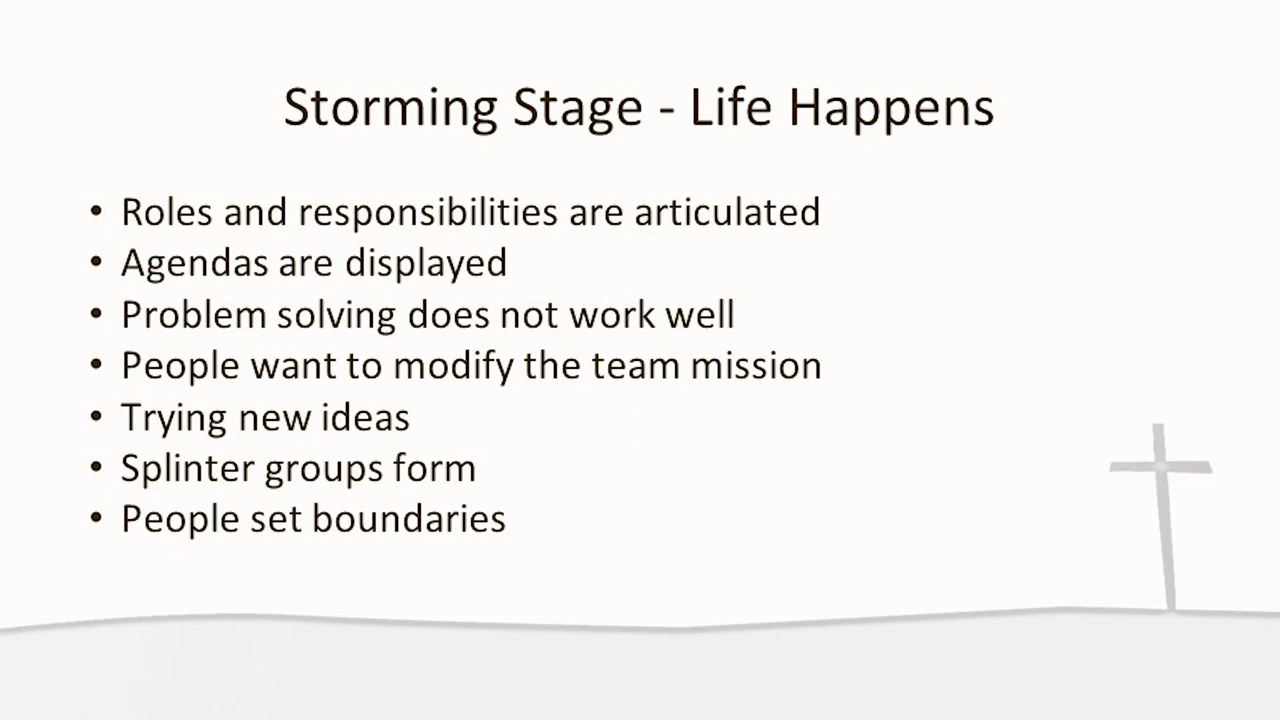 Storming Stage - Life Happens
• Roles and responsibilities are articulated
• Agendas are displayed
• Problem solving does not work well
• People want to modify the team mission
• Trying new ideas
• Splinter groups form
• People set boundaries